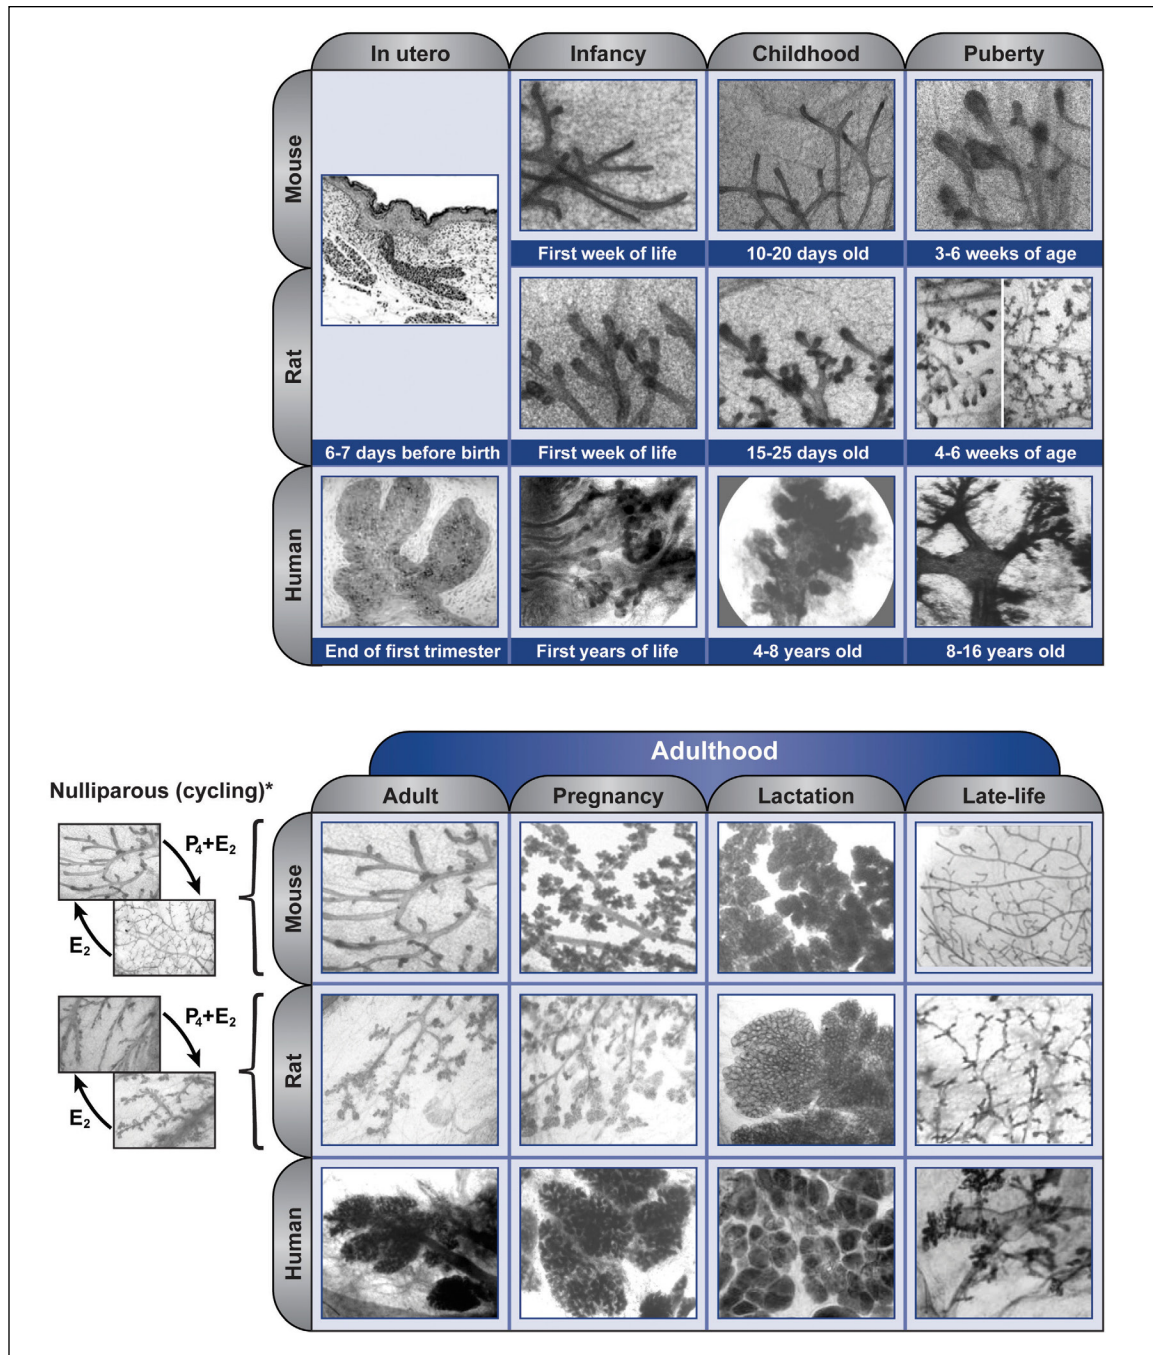 In utero
Infancy
Childhood
Puberty
Mouse
First week of life
10-20 days old
3-6 weeks of age
Rat
6-7 days before birth
First week of life
15-25 days old
4-6 weeks of age
Human
End of first trimester
First years of life
4-8 years old
8-16 years old
Adulthood
Nulliparous (cycling)*
Adult
Pregnancy
Lactation
Late-life
P4+E2
E2
Mouse
P4+E2
E2
Rat
Human